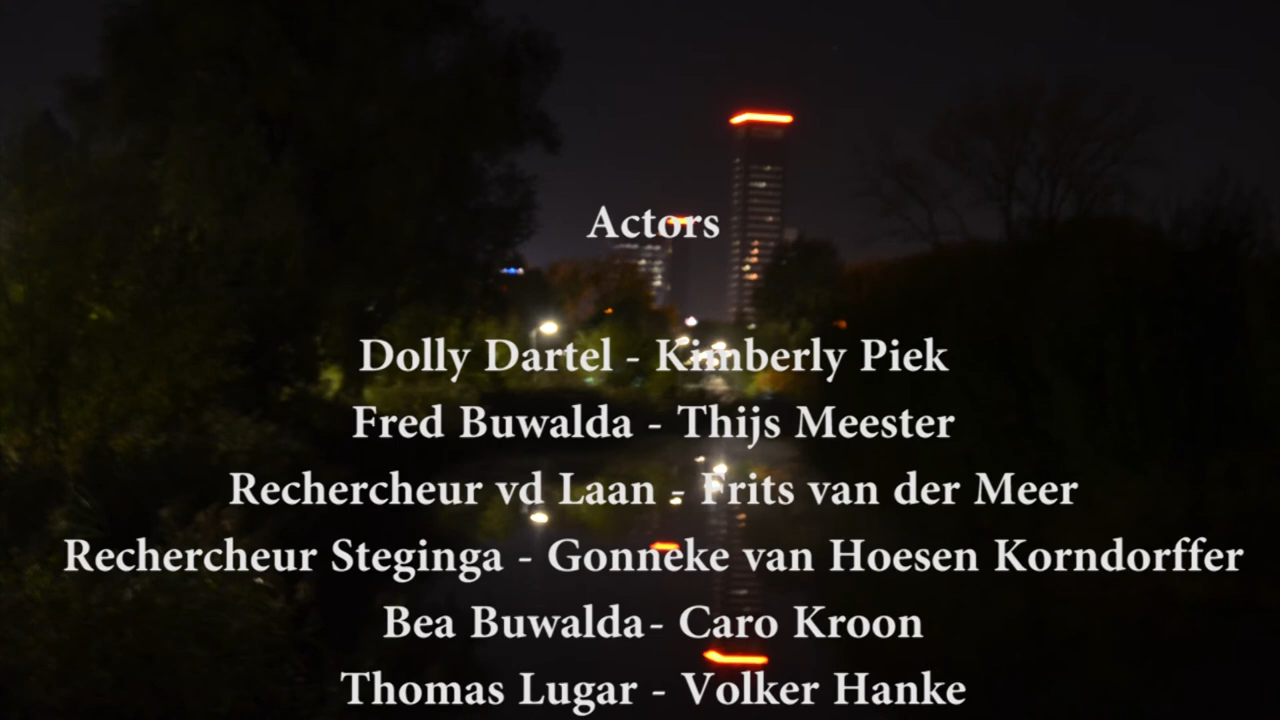 Actors
Dolly Dartel - Kimberly Piek
Fred Buwalda - Thijs Meester
Rechercheur vd Laan - Frits van der Meer
Rechercheur Steginga - Gonneke van Hoesen Korndorffer
Bea Buwalda - Caro Kroon
Thomas Lugar - Volker Hanke